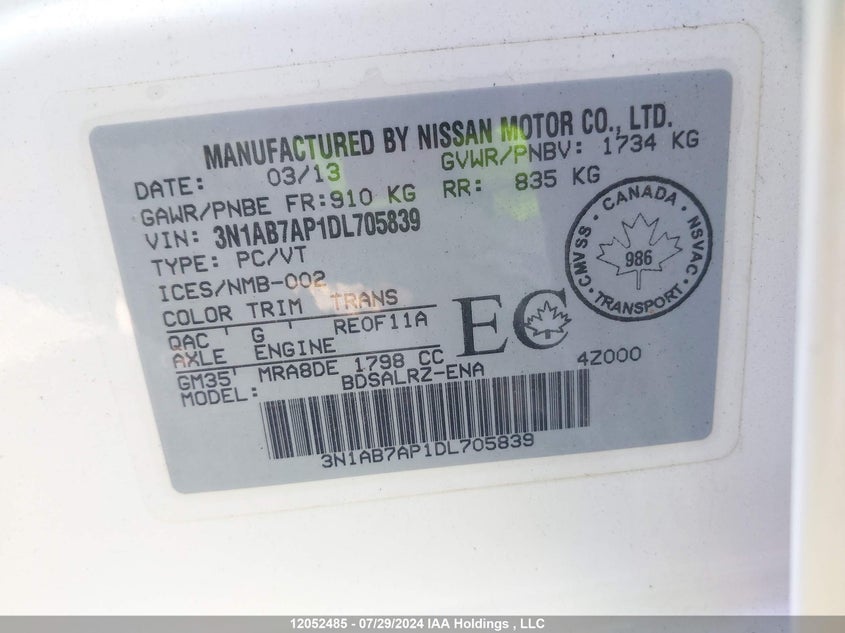 MANUFACTURED BY NISSAN MOTOR CO., LTD.
DATE: 03/13 GVWR/PNBV: 1734 KG
GAWR/PNBE FR:910 KG RR: 835 KG
VIN: 3N1AB7AP1DL705839
TYPE: PC/VT
ICES/NMB-002
COLOR TRIM TRANS
QAC G REOF11A
AXLE ENGINE
GM35 MRA8DE 1798 CC 4Z000
MODEL: BDSALRZ-ENA
EC
CANADA
CMVSS 986 NSVAC
TRANSPORT
3N1AB7AP1DL705839
12052485 - 07/29/2024 IAA Holdings , LLC